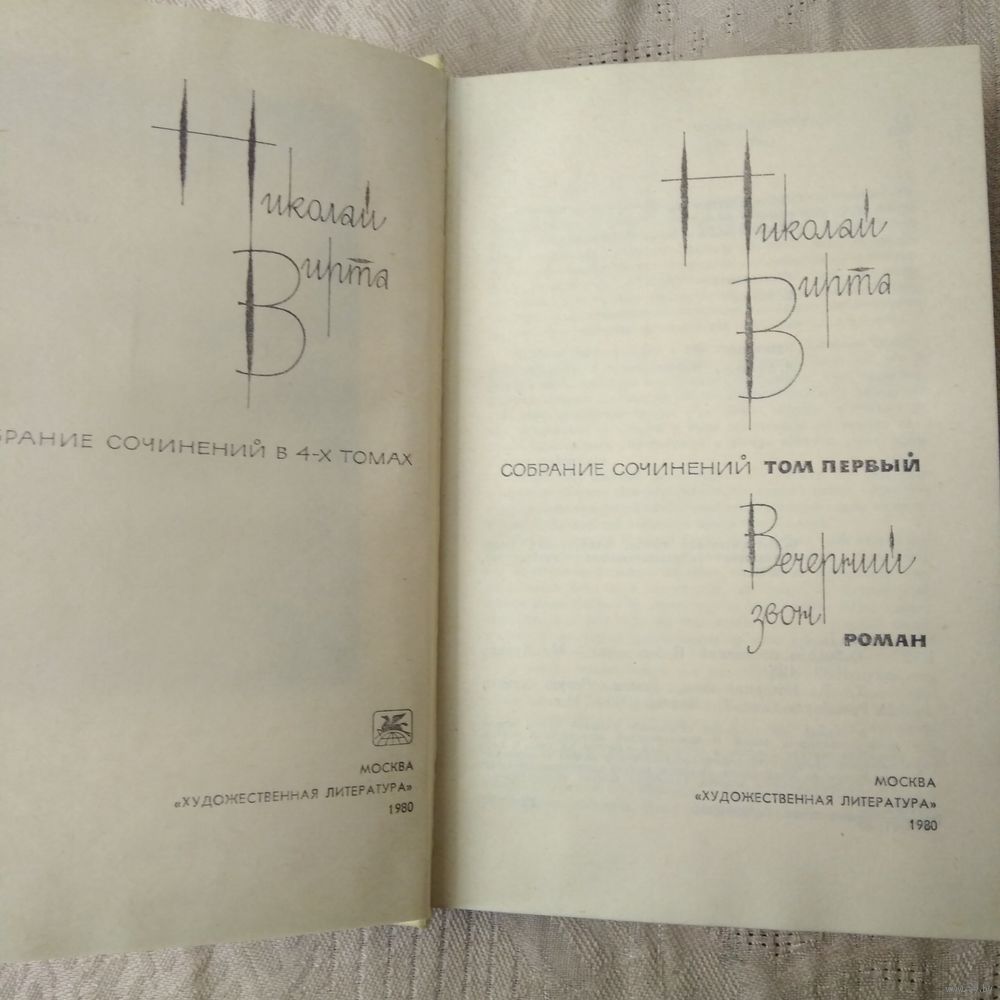 Николай
Вирта
БРАНИЕ СОЧИНЕНИЙ В 4-Х ТОМАХ
МОСКВА
«ХУДОЖЕСТВЕННАЯ ЛИТЕРАТУРА»
1980
Николай
Вирта
СОБРАНИЕ СОЧИНЕНИЙ ТОМ ПЕРВЫЙ
Вечерний
звон
РОМАН
МОСКВА
«ХУДОЖЕСТВЕННАЯ ЛИТЕРАТУРА»
1980